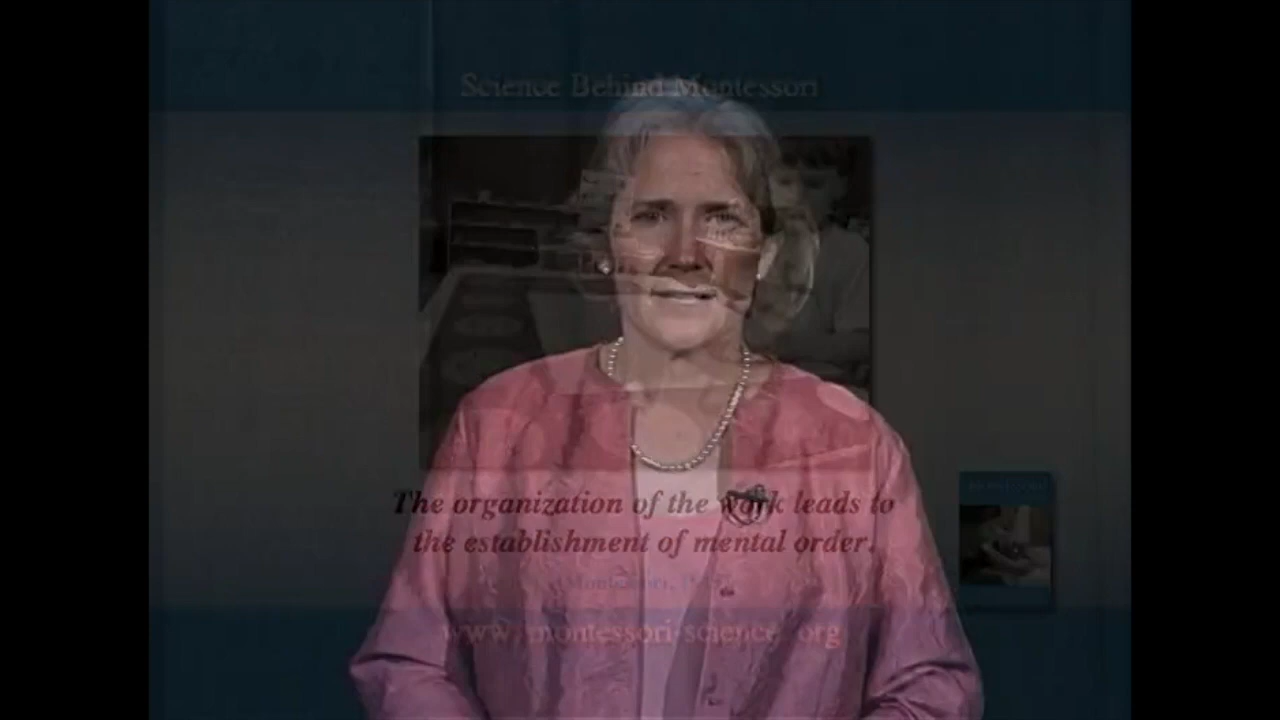 Science Behind Montessori
The organization of the work leads to
the establishment of mental order.
www.montessori-science.org